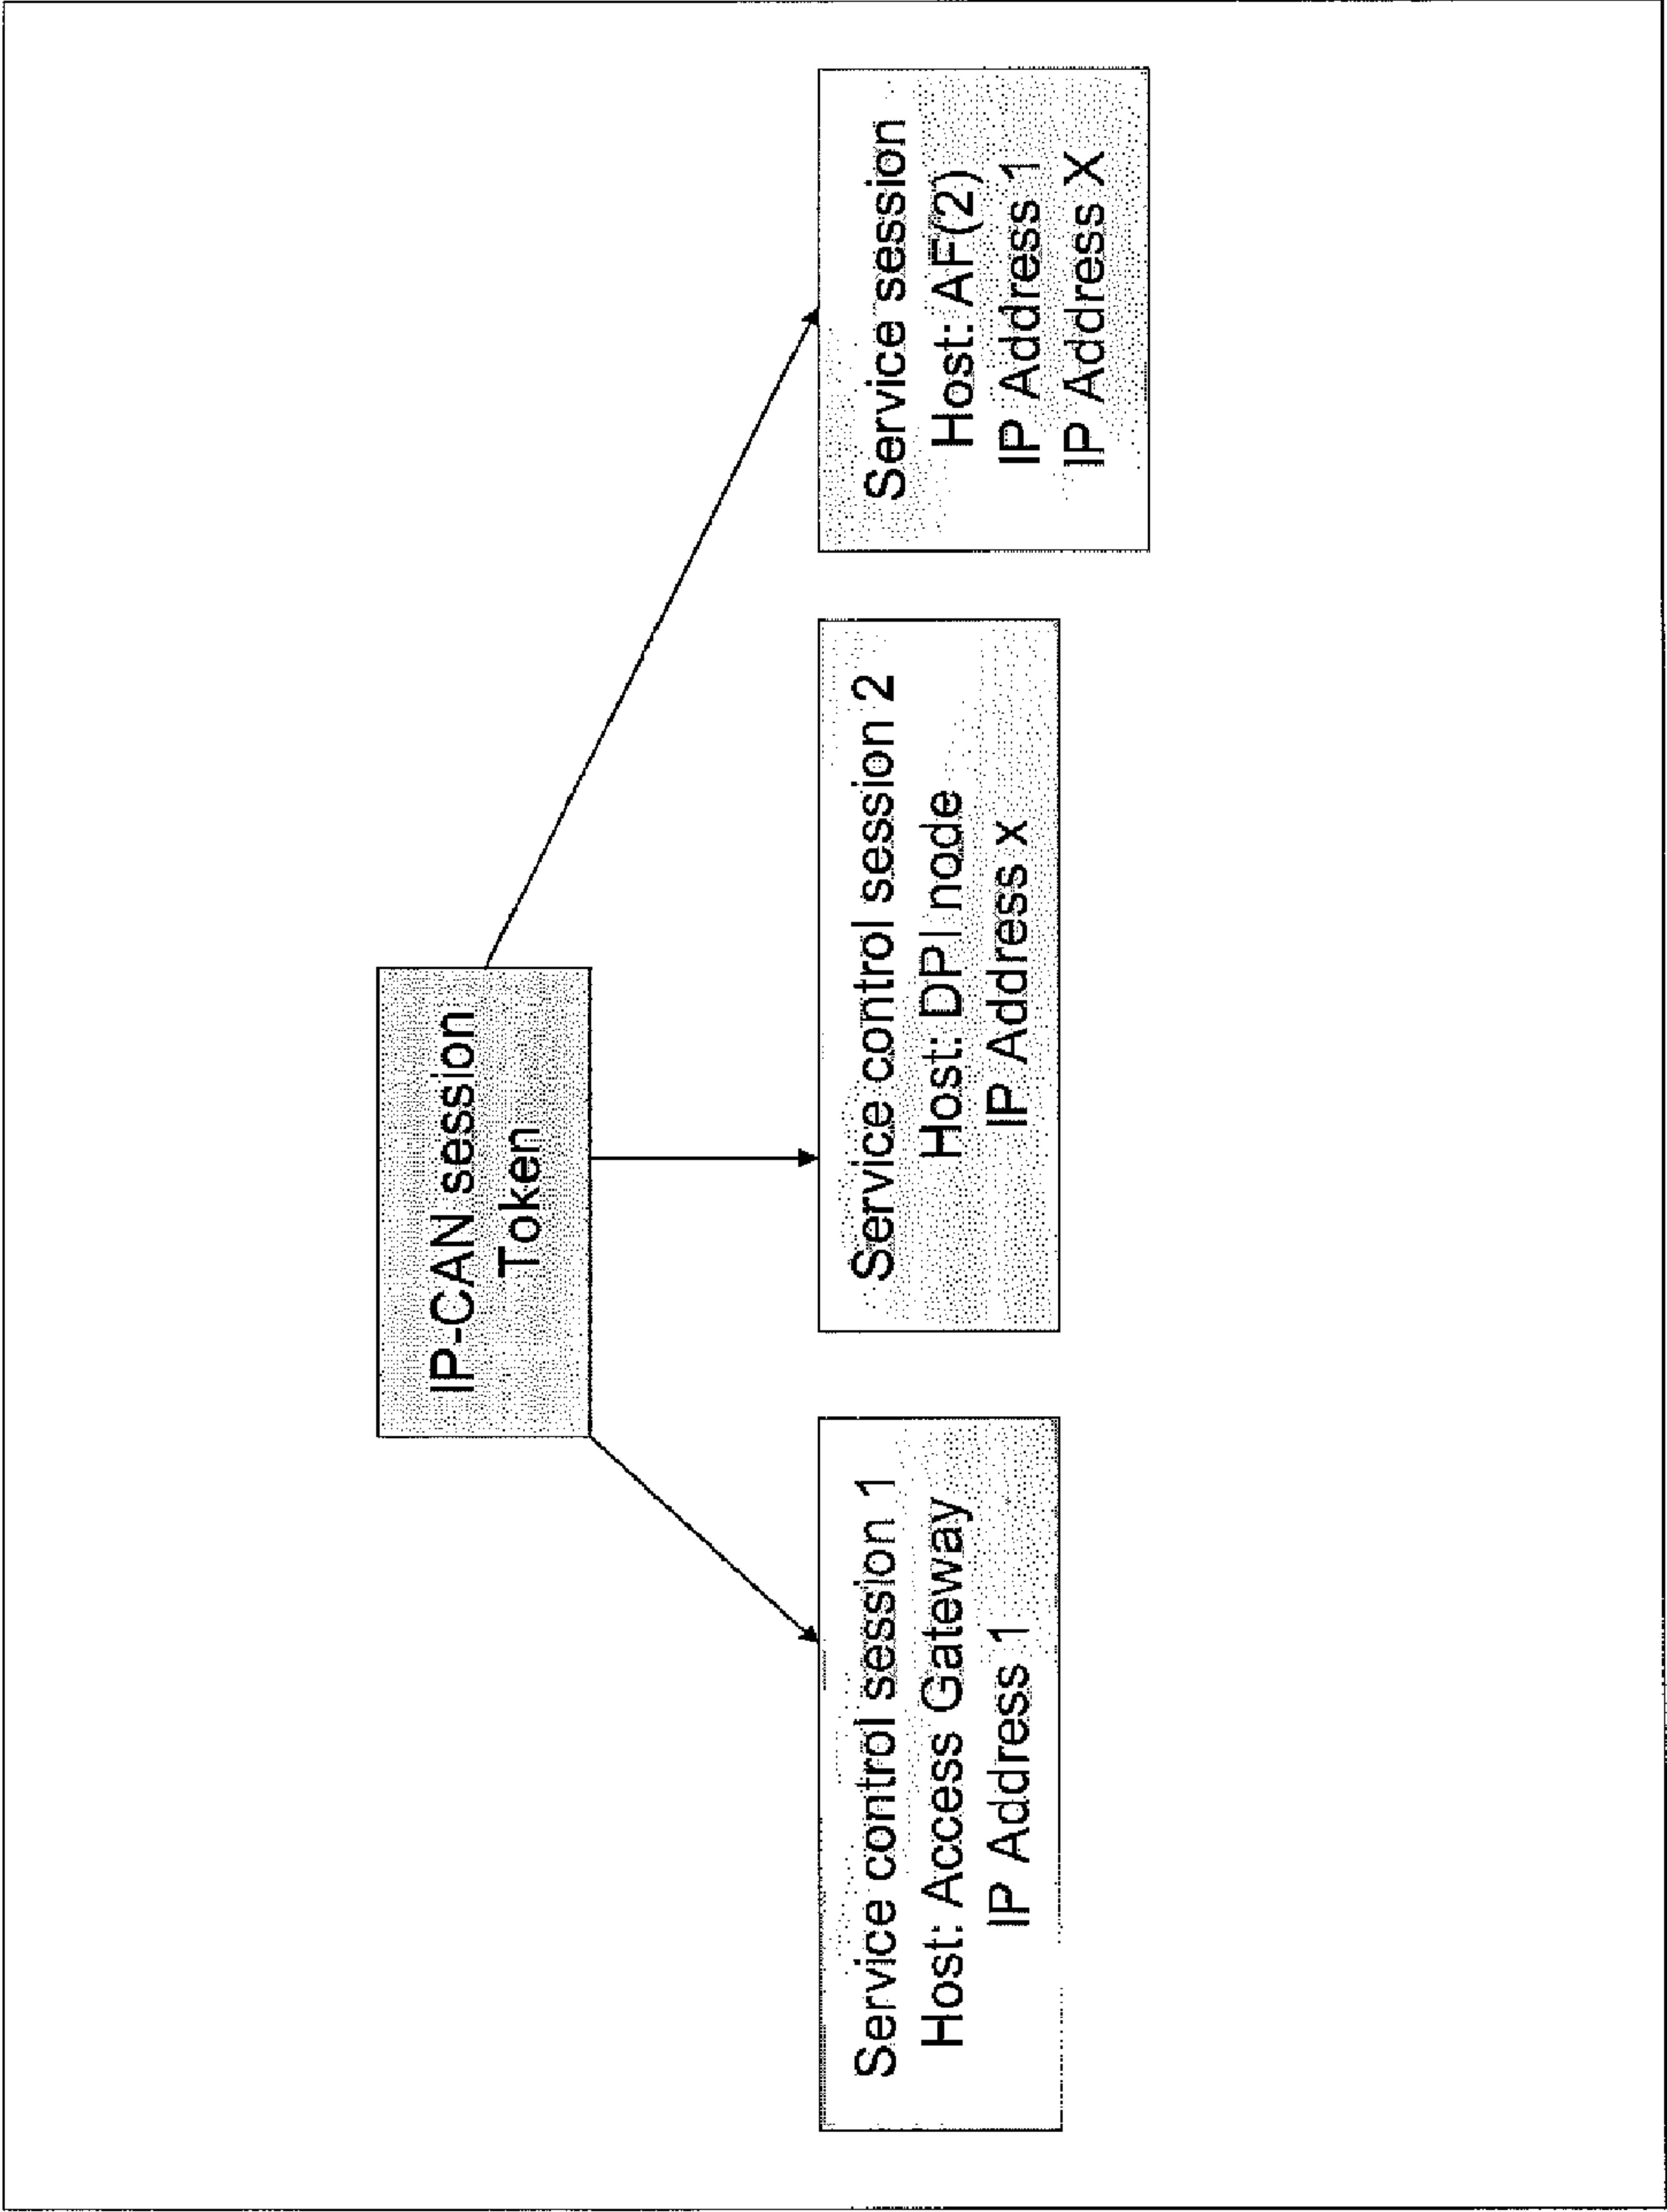 IP-CAN session
Token
Service control session 1
Host: Access Gateway
IP Address 1
Service control session 2
Host: DPI node
IP Address x
Service session
Host: AF(2)
IP Address 1
IP Address X